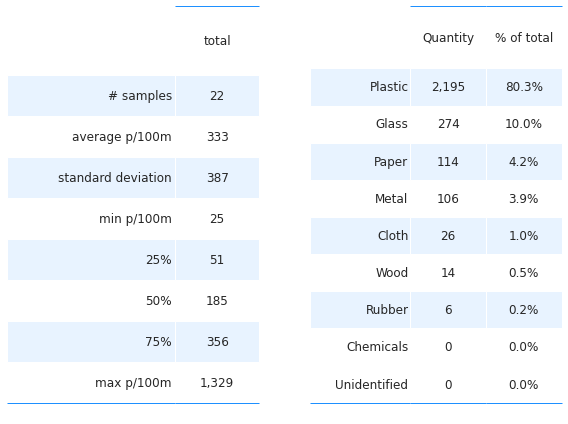 total
# samples 22
average p/100m 333
standard deviation 387
min p/100m 25
25% 51
50% 185
75% 356
max p/100m 1,329
Quantity % of total
Plastic 2,195 80.3%
Glass 274 10.0%
Paper 114 4.2%
Metal 106 3.9%
Cloth 26 1.0%
Wood 14 0.5%
Rubber 6 0.2%
Chemicals 0 0.0%
Unidentified 0 0.0%